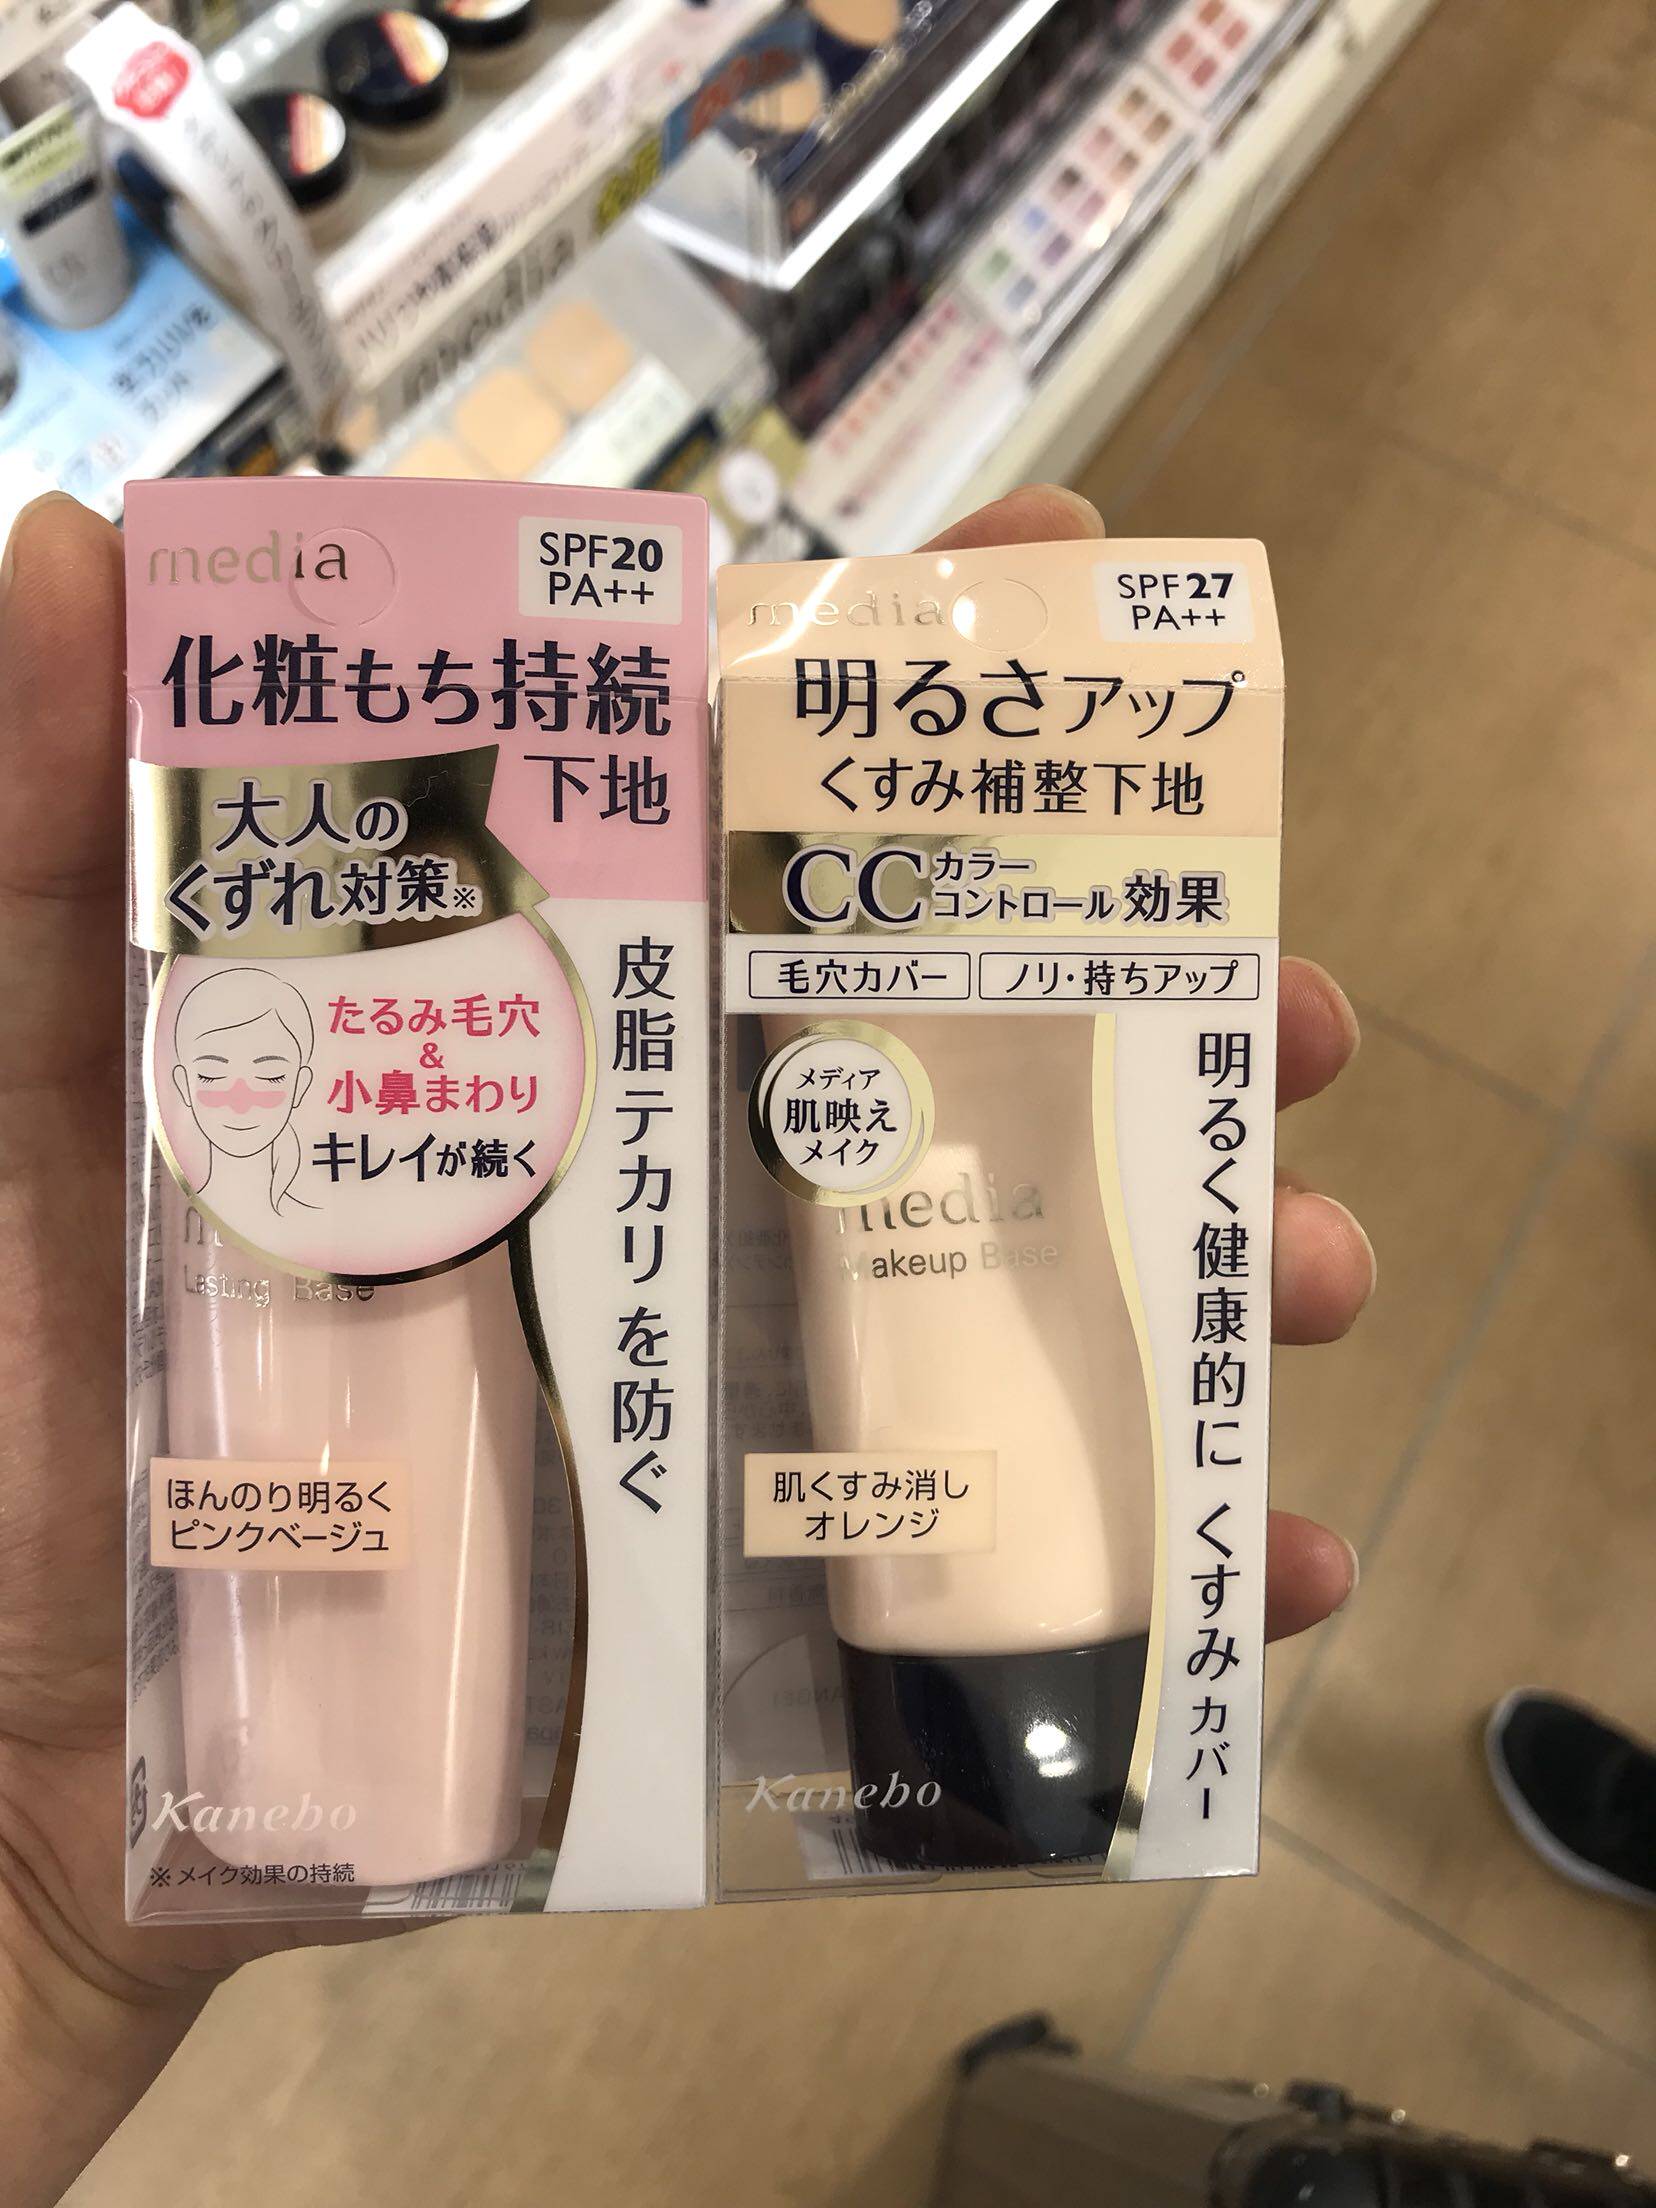 media
SPF20
PA++
化粧もち持続
下地
大人の
くずれ対策※
たるみ毛穴
&
小鼻まわり
キレイが続く
皮脂テカリを防ぐ
Lasting Base
ほんのり明るく
ピンクベージュ
Kanebo
※メイク効果の持続
media
SPF27
PA++
明るさアップ
くすみ補整下地
CCカラーコントロール効果
毛穴カバー
ノリ・持ちアップ
メディア
肌映え
メイク
media
Makeup Base
明るく健康的に くすみカバー
肌くすみ消し
オレンジ
Kanebo
media